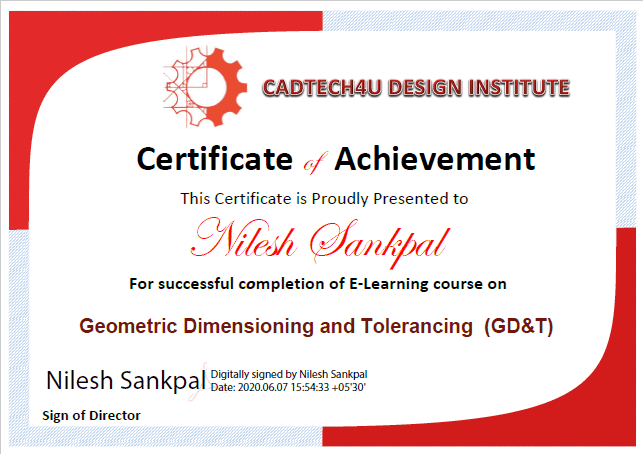 CADTECH4U DESIGN INSTITUTE
Certificate of Achievement
This Certificate is Proudly Presented to
Nilesh Sankpal
For successful completion of E-Learning course on
Geometric Dimensioning and Tolerancing (GD&T)
Nilesh Sankpal
Digitally signed by Nilesh Sankpal
Date: 2020.06.07 15:54:33 +05'30'
Sign of Director